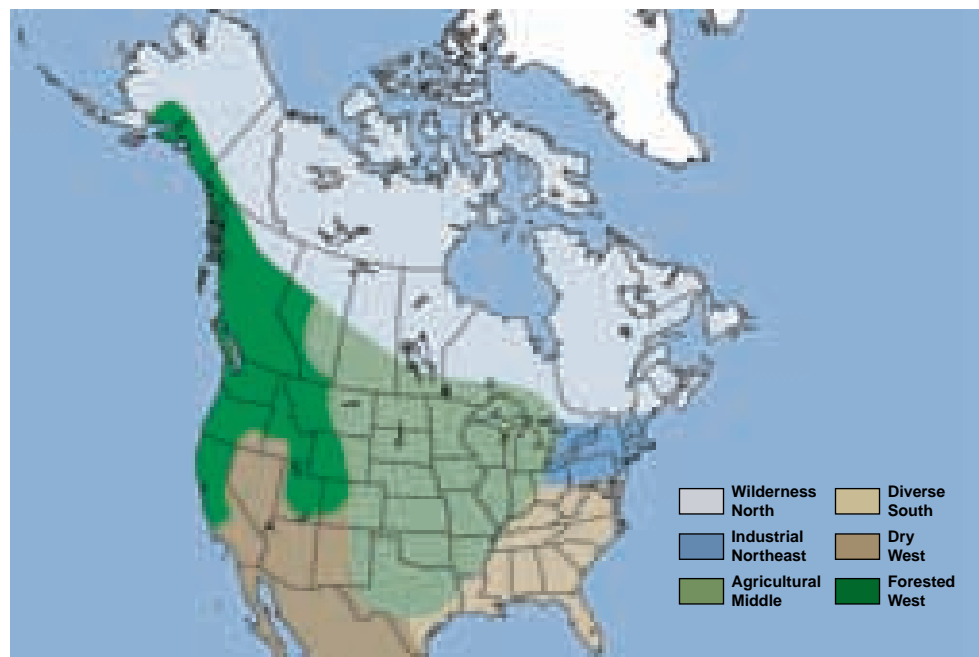 Wilderness
North
Diverse
South
Industrial
Northeast
Dry
West
Agricultural
Middle
Forested
West